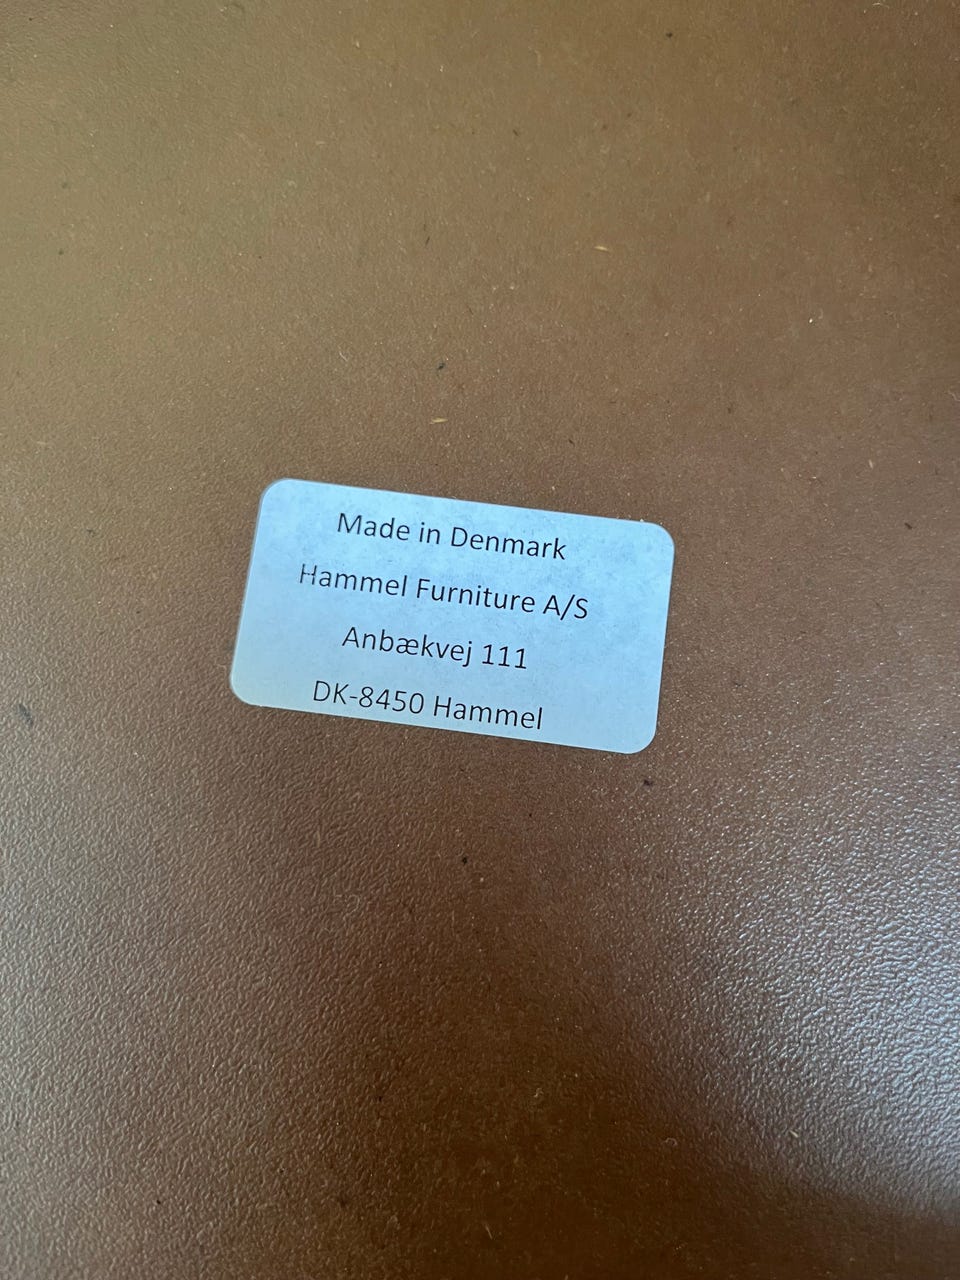 Made in Denmark
Hammel Furniture A/S
Anbækvej 111
DK-8450 Hammel